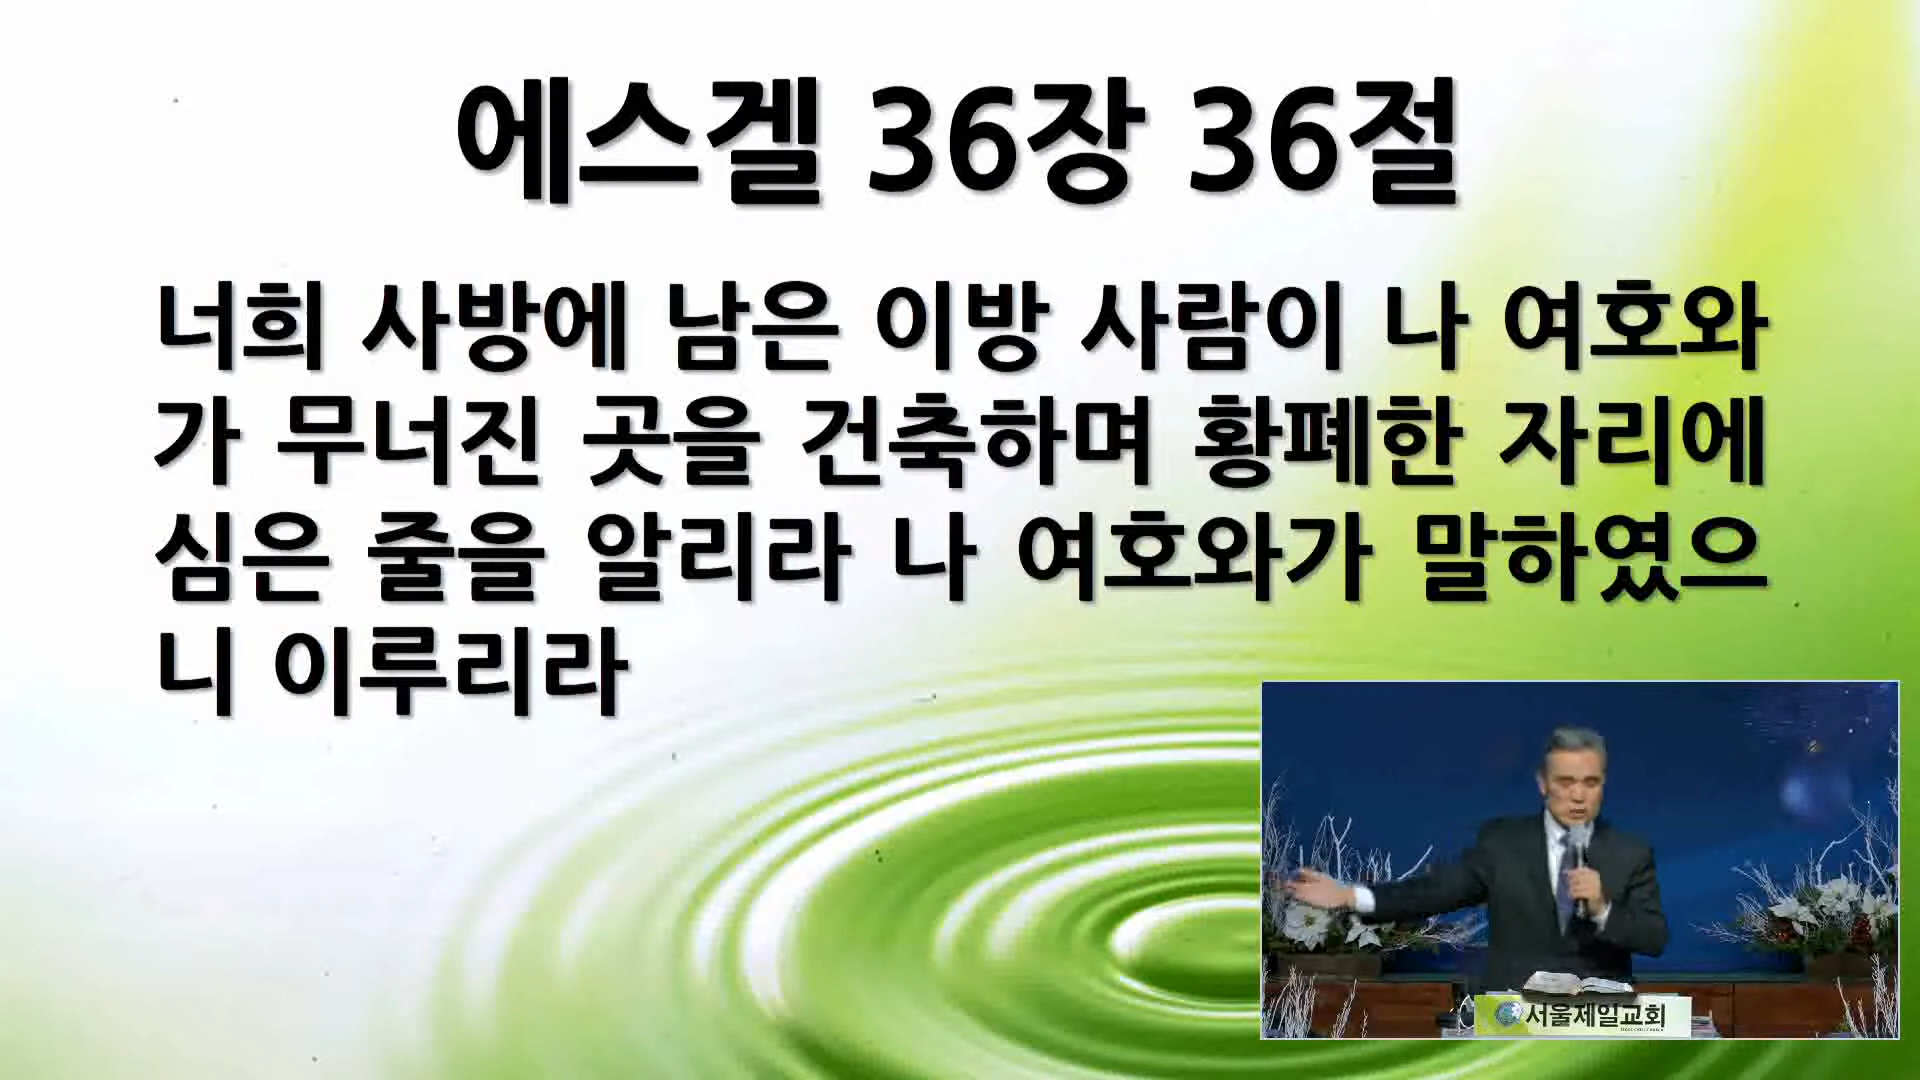 에스겔 36장 36절
너희 사방에 남은 이방 사람이 나 여호와
가 무너진 곳을 건축하며 황폐한 자리에
심은 줄을 알리라 나 여호와가 말하였으
니 이루리라
서울제일교회